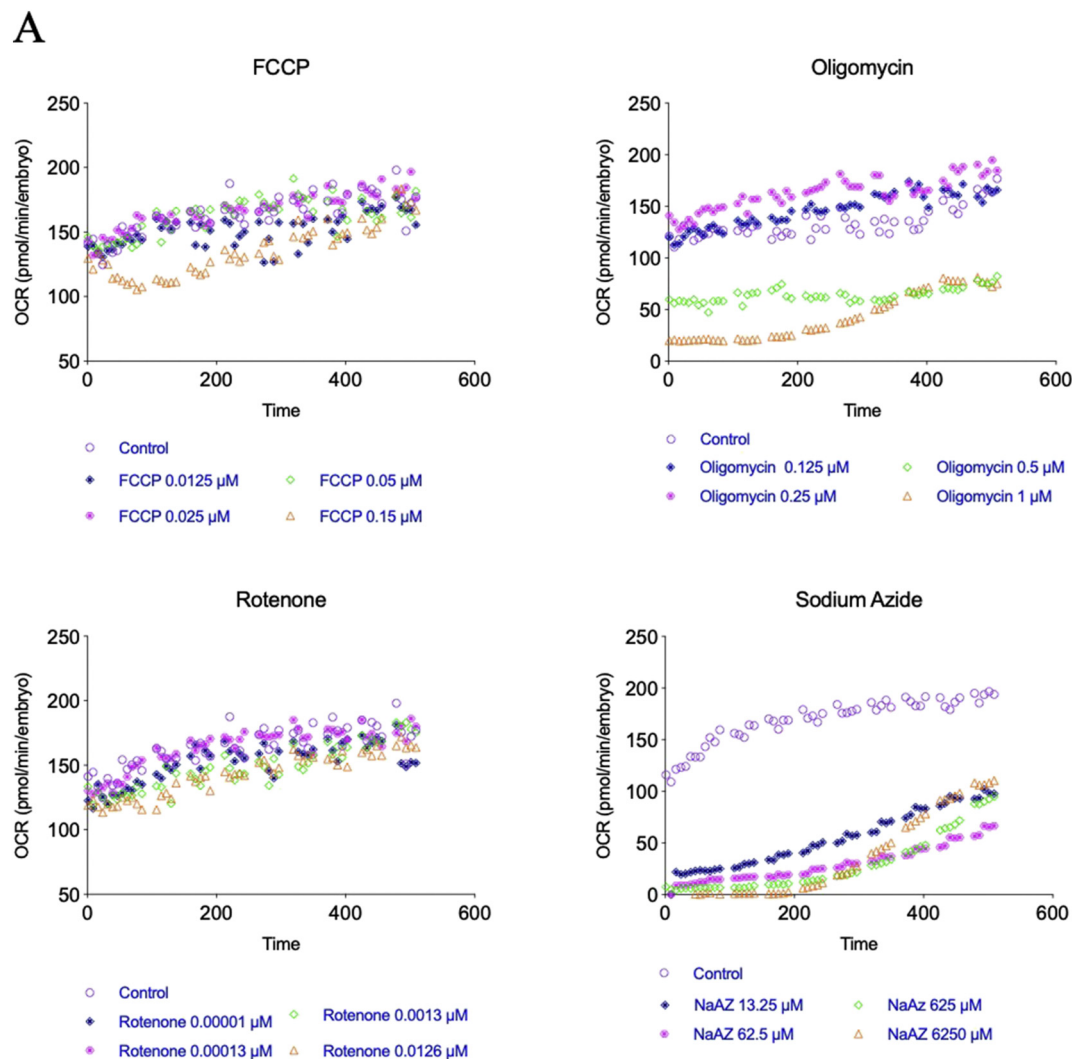 A
FCCP
250
200
150
100
50
0
200
400
600
OCR (pmol/min/embryo)
Time
Control
FCCP 0.0125 µM
FCCP 0.05 µM
FCCP 0.025 µM
FCCP 0.15 µM
Oligomycin
250
200
150
100
50
0
0
200
400
600
OCR (pmol/min/embryo)
Time
Control
Oligomycin 0.125 µM
Oligomycin 0.5 µM
Oligomycin 0.25 µM
Oligomycin 1 µM
Rotenone
250
200
150
100
50
0
200
400
600
OCR (pmol/min/embryo)
Time
Control
Rotenone 0.00001 µM
Rotenone 0.0013 µM
Rotenone 0.00013 µM
Rotenone 0.0126 µM
Sodium Azide
250
200
150
100
50
0
0
200
400
600
OCR (pmol/min/embryo)
Time
Control
NaAZ 13.25 µM
NaAz 625 µM
NaAZ 62.5 µM
NaAZ 6250 µM